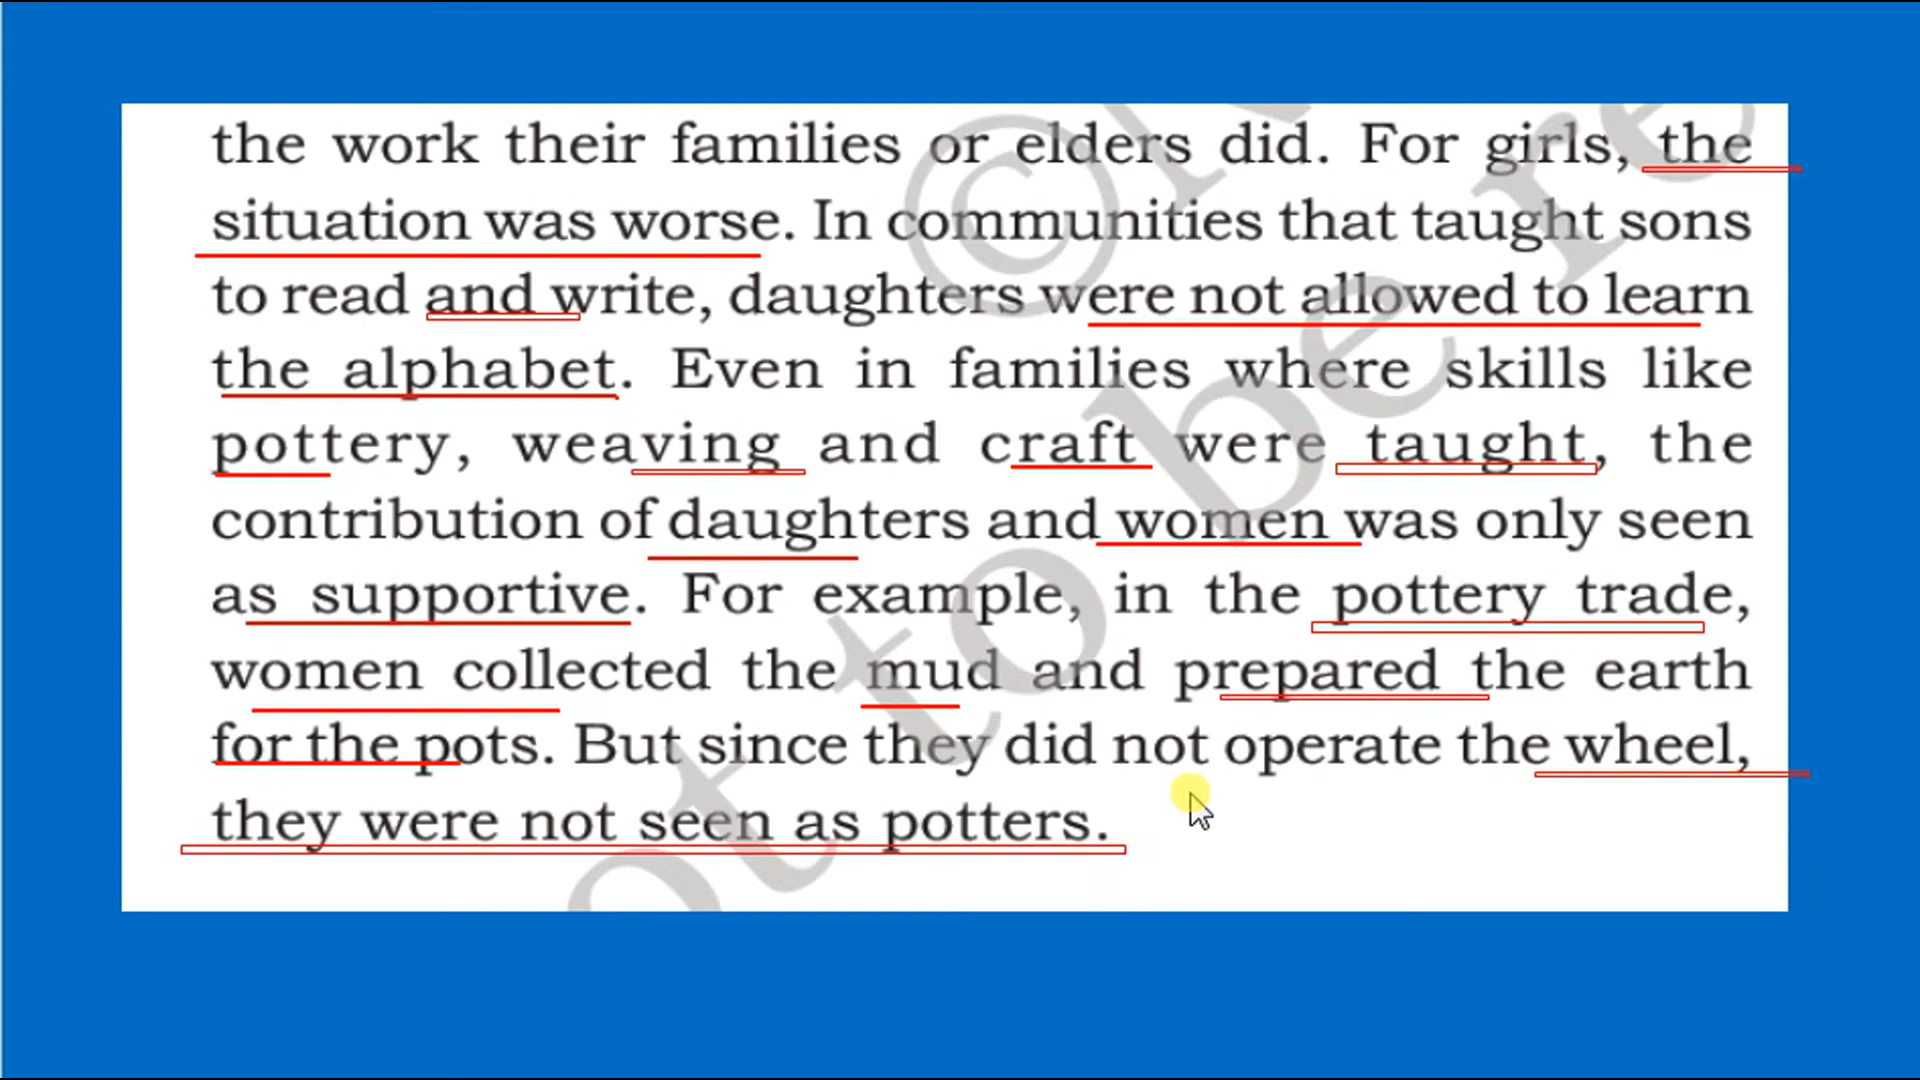 the work their families or elders did. For girls, the
situation was worse. In communities that taught sons
to read and write, daughters were not allowed to learn
the alphabet. Even in families where skills like
pottery, weaving and craft were taught, the
contribution of daughters and women was only seen
as supportive. For example, in the pottery trade,
women collected the mud and prepared the earth
for the pots. But since they did not operate the wheel,
they were not seen as potters.
©N
ot to be re